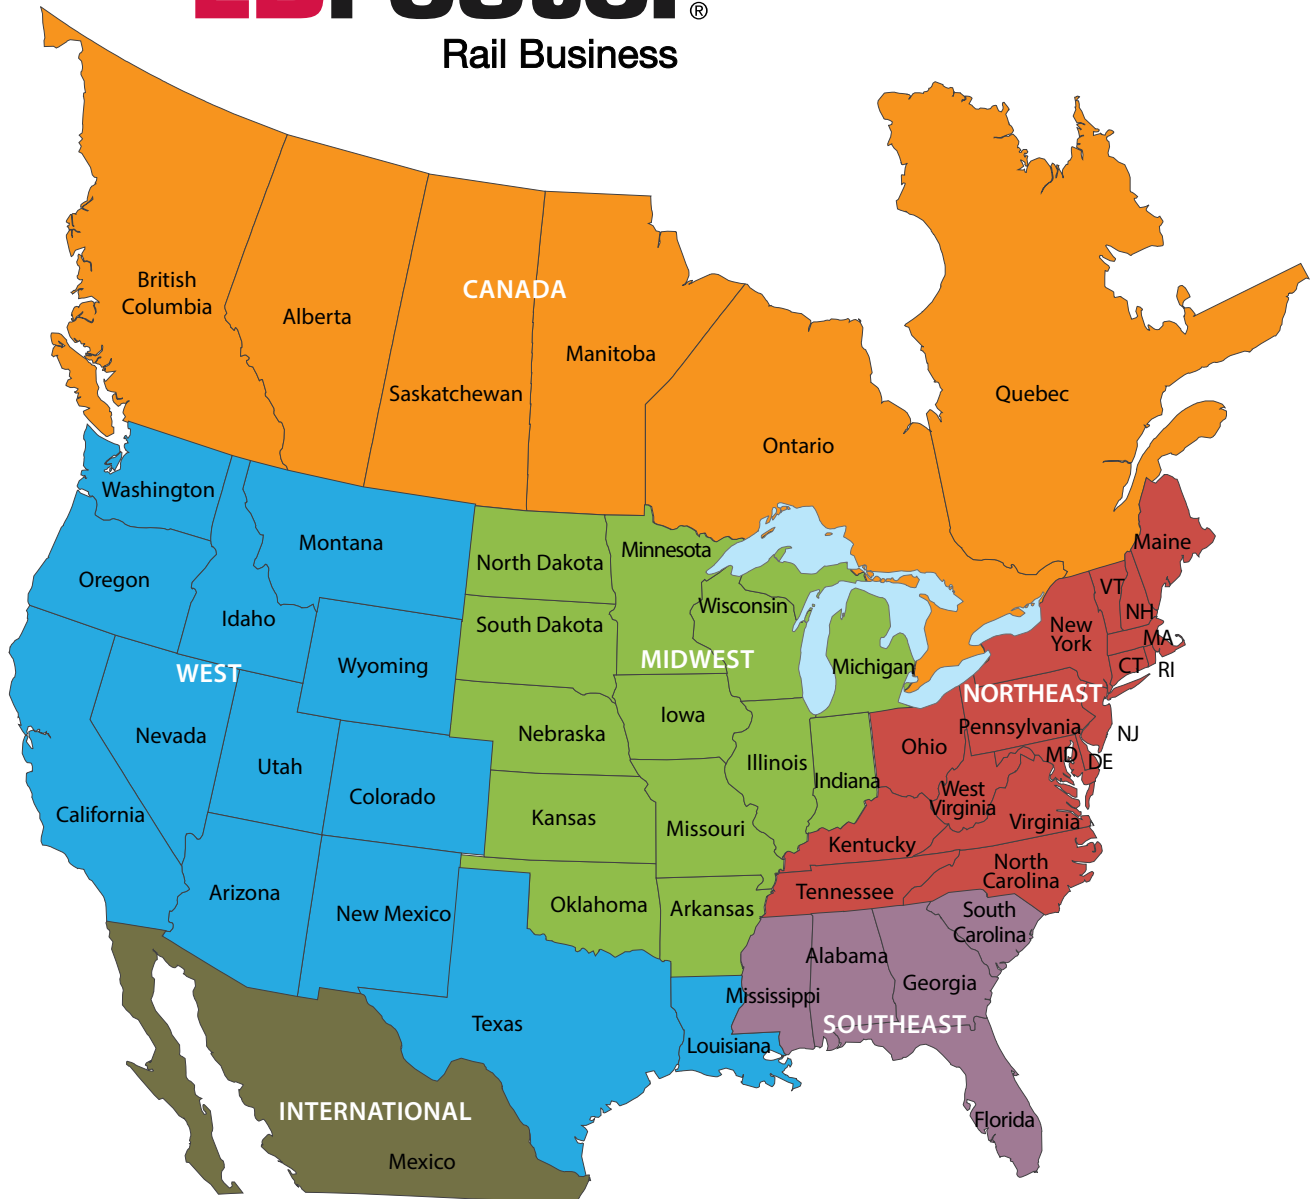 LBFoster®
Rail Business
British
Columbia
Alberta
CANADA
Saskatchewan
Manitoba
Ontario
Quebec
Washington
Oregon
Idaho
Montana
Wyoming
WEST
Nevada
Utah
California
Colorado
Arizona
New Mexico
Texas
Louisiana
North Dakota
South Dakota
Minnesota
Wisconsin
MIDWEST
Michigan
Nebraska
Iowa
Illinois
Indiana
Kansas
Missouri
Oklahoma
Arkansas
Maine
VT
NH
New
York
MA
CT
RI
NORTHEAST
Pennsylvania
NJ
Ohio
MD
DE
West
Virginia
Virginia
Kentucky
North
Carolina
Tennessee
South
Carolina
Alabama
Georgia
Mississippi
SOUTHEAST
Florida
INTERNATIONAL
Mexico